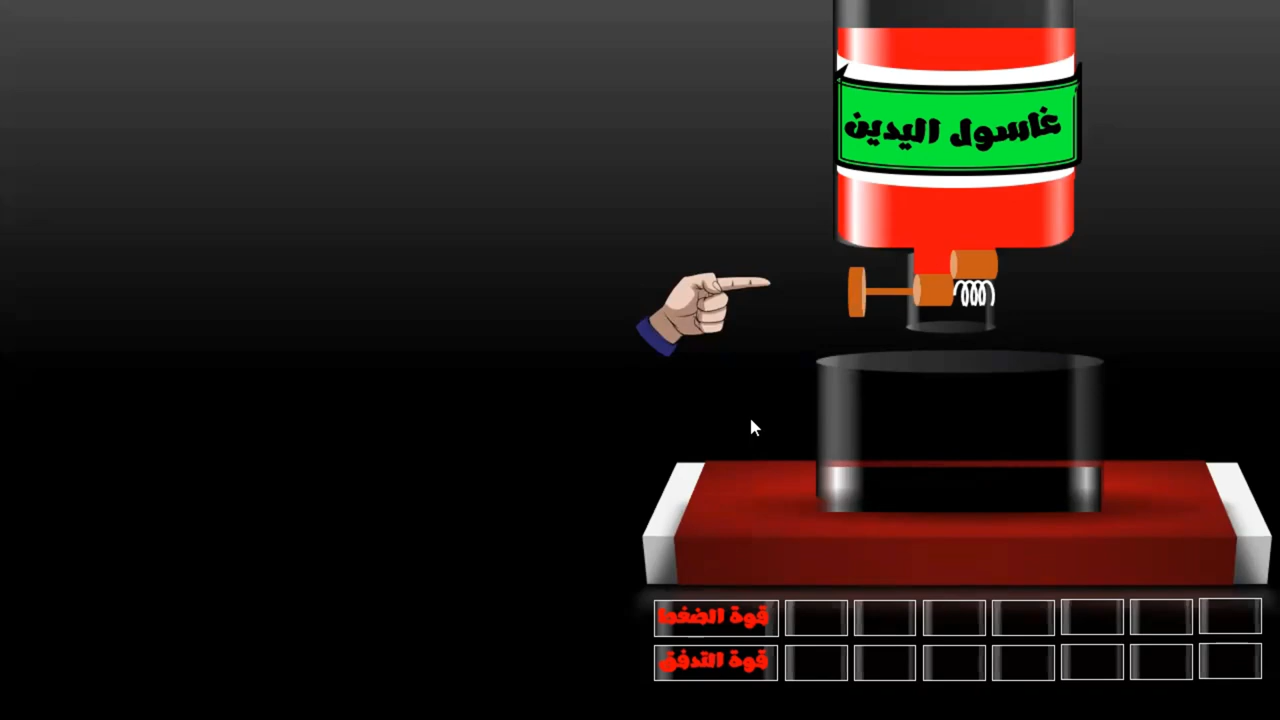 غاسول اليدين
قوة الضغط
قوة التدفق